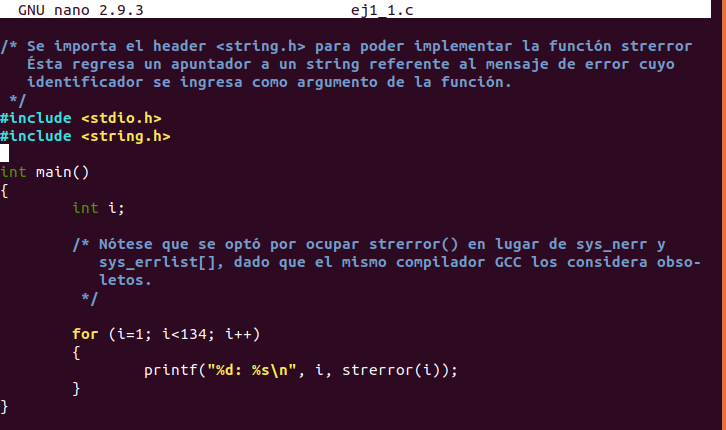 GNU nano 2.9.3 ej1_1.c
/* Se importa el header <string.h> para poder implementar la función strerror
Ésta regresa un apuntador a un string referente al mensaje de error cuyo
identificador se ingresa como argumento de la función.
*/
#include <stdio.h>
#include <string.h>
int main()
{
int i;
/* Nótese que se optó por ocupar strerror() en lugar de sys_nerr y
sys_errlist[], dado que el mismo compilador GCC los considera obso-
letos.
*/
for (i=1; i<134; i++)
{
printf("%d: %s\n", i, strerror(i));
}
}